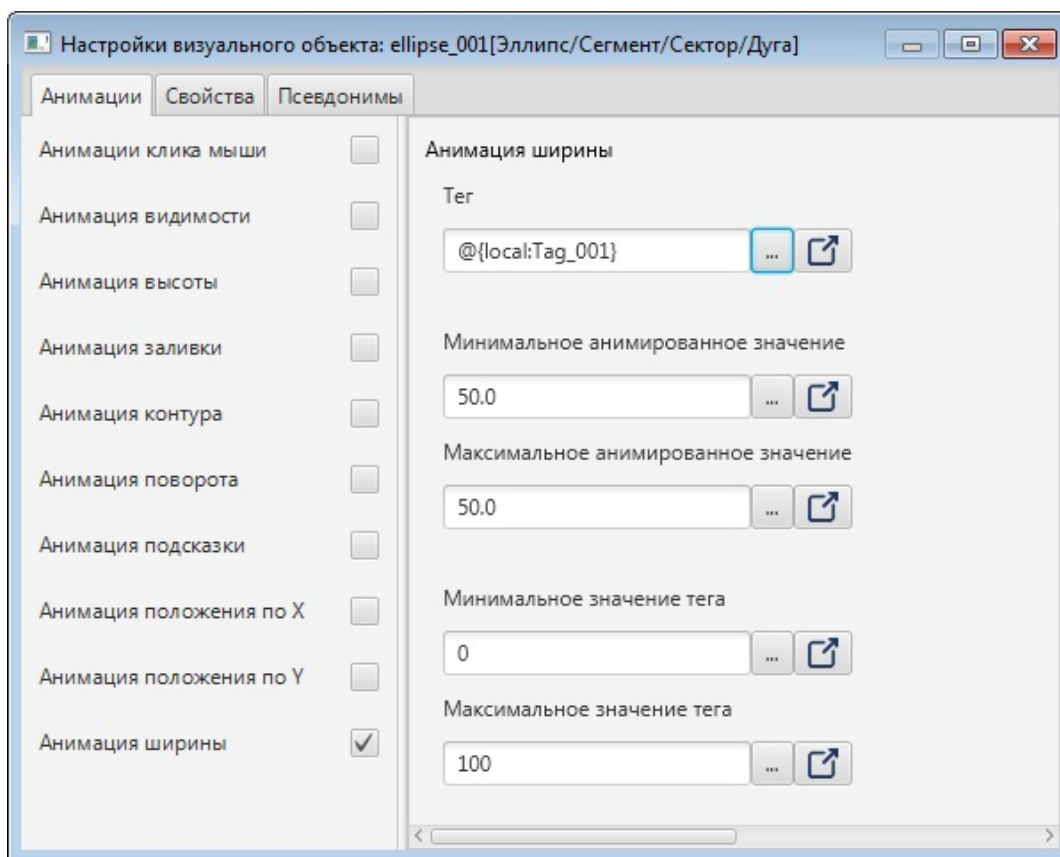 Настройки визуального объекта: ellipse_001[Эллипс/Сегмент/Сектор/Дуга]
Анимации Свойства Псевдонимы
Анимации клика мыши
Анимация видимости
Анимация высоты
Анимация заливки
Анимация контура
Анимация поворота
Анимация подсказки
Анимация положения по X
Анимация положения по Y
Анимация ширины
Анимация ширины
Тег
@{local:Tag_001} ...
Минимальное анимированное значение
50.0 ...
Максимальное анимированное значение
50.0 ...
Минимальное значение тега
0 ...
Максимальное значение тега
100 ...